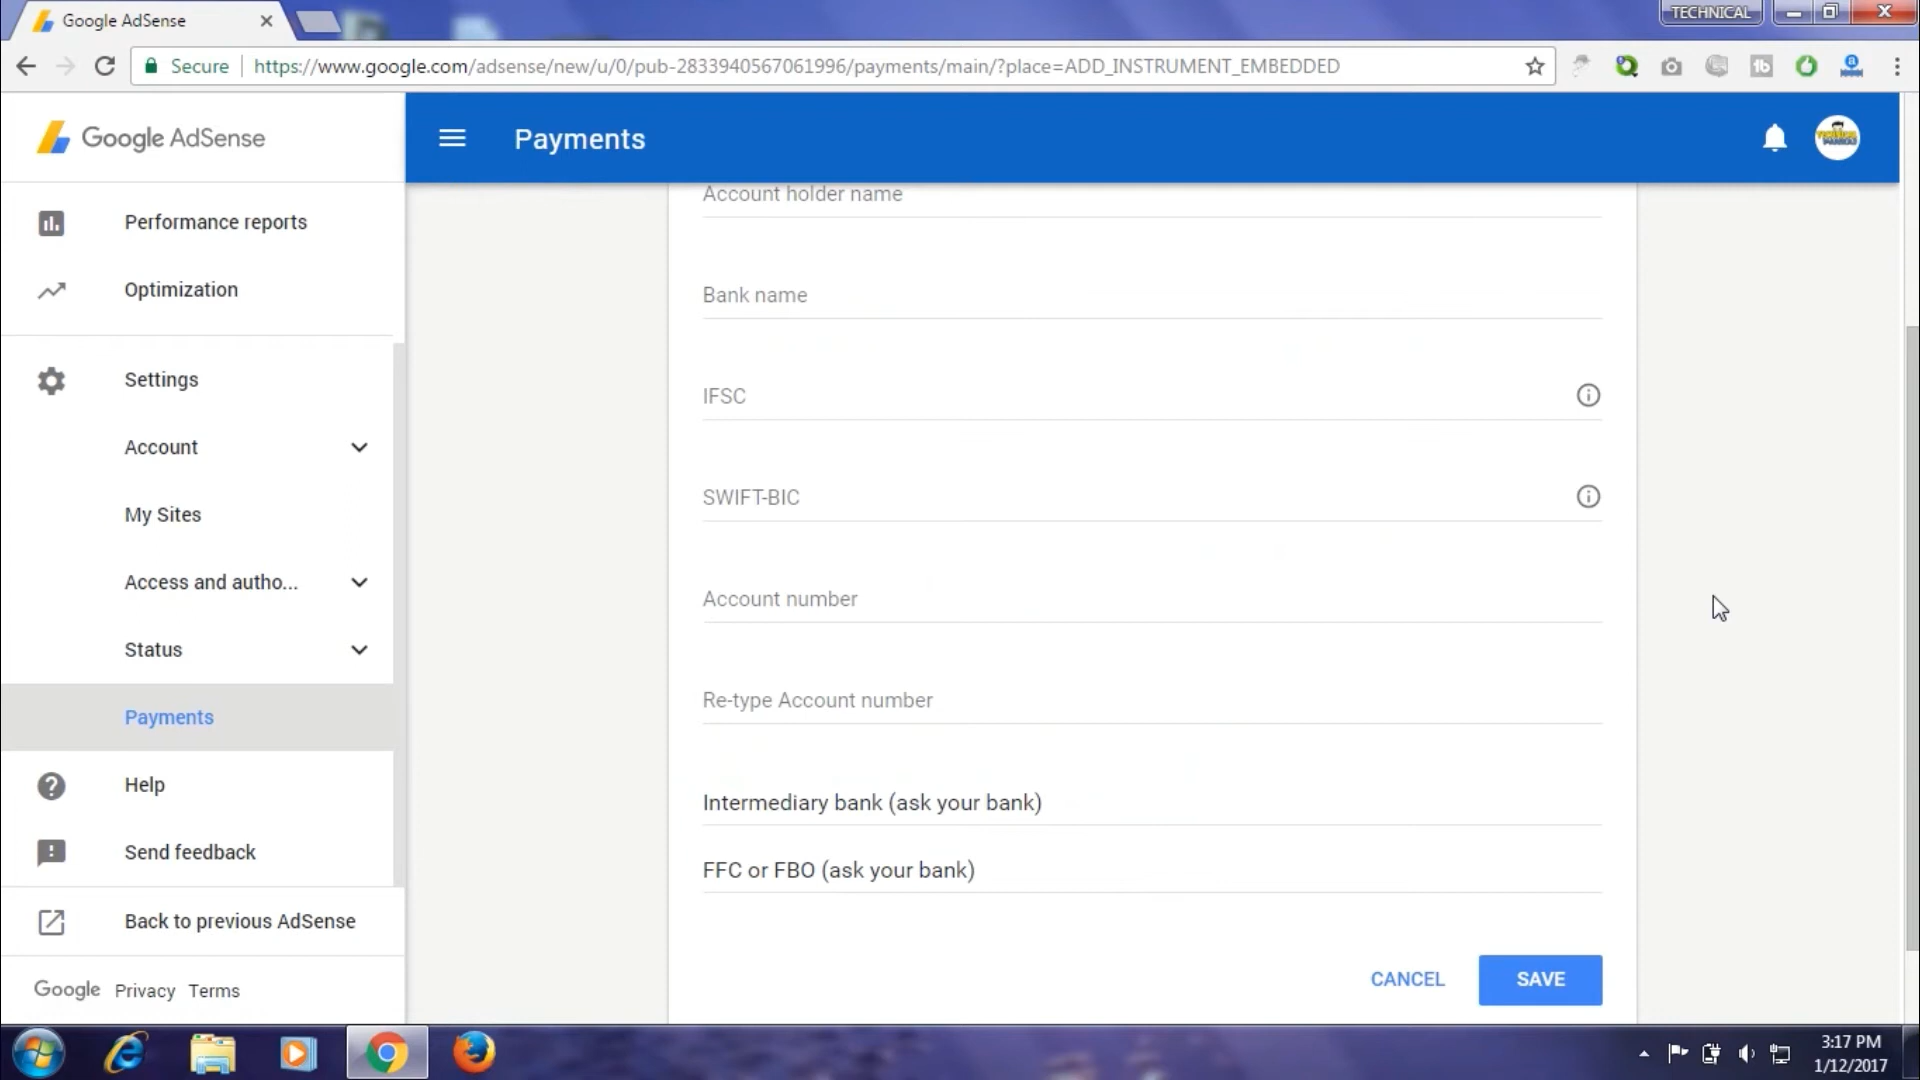 Google AdSense
TECHNICAL
Secure
https://www.google.com/adsense/new/u/0/pub-2833940567061996/payments/main/?place=ADD_INSTRUMENT_EMBEDDED
Google AdSense
Payments
Performance reports
Optimization
Settings
Account
My Sites
Access and autho...
Status
Payments
Help
Send feedback
Back to previous AdSense
Google Privacy Terms
Account holder name
Bank name
IFSC
SWIFT-BIC
Account number
Re-type Account number
Intermediary bank (ask your bank)
FFC or FBO (ask your bank)
CANCEL
SAVE
3:17 PM
1/12/2017